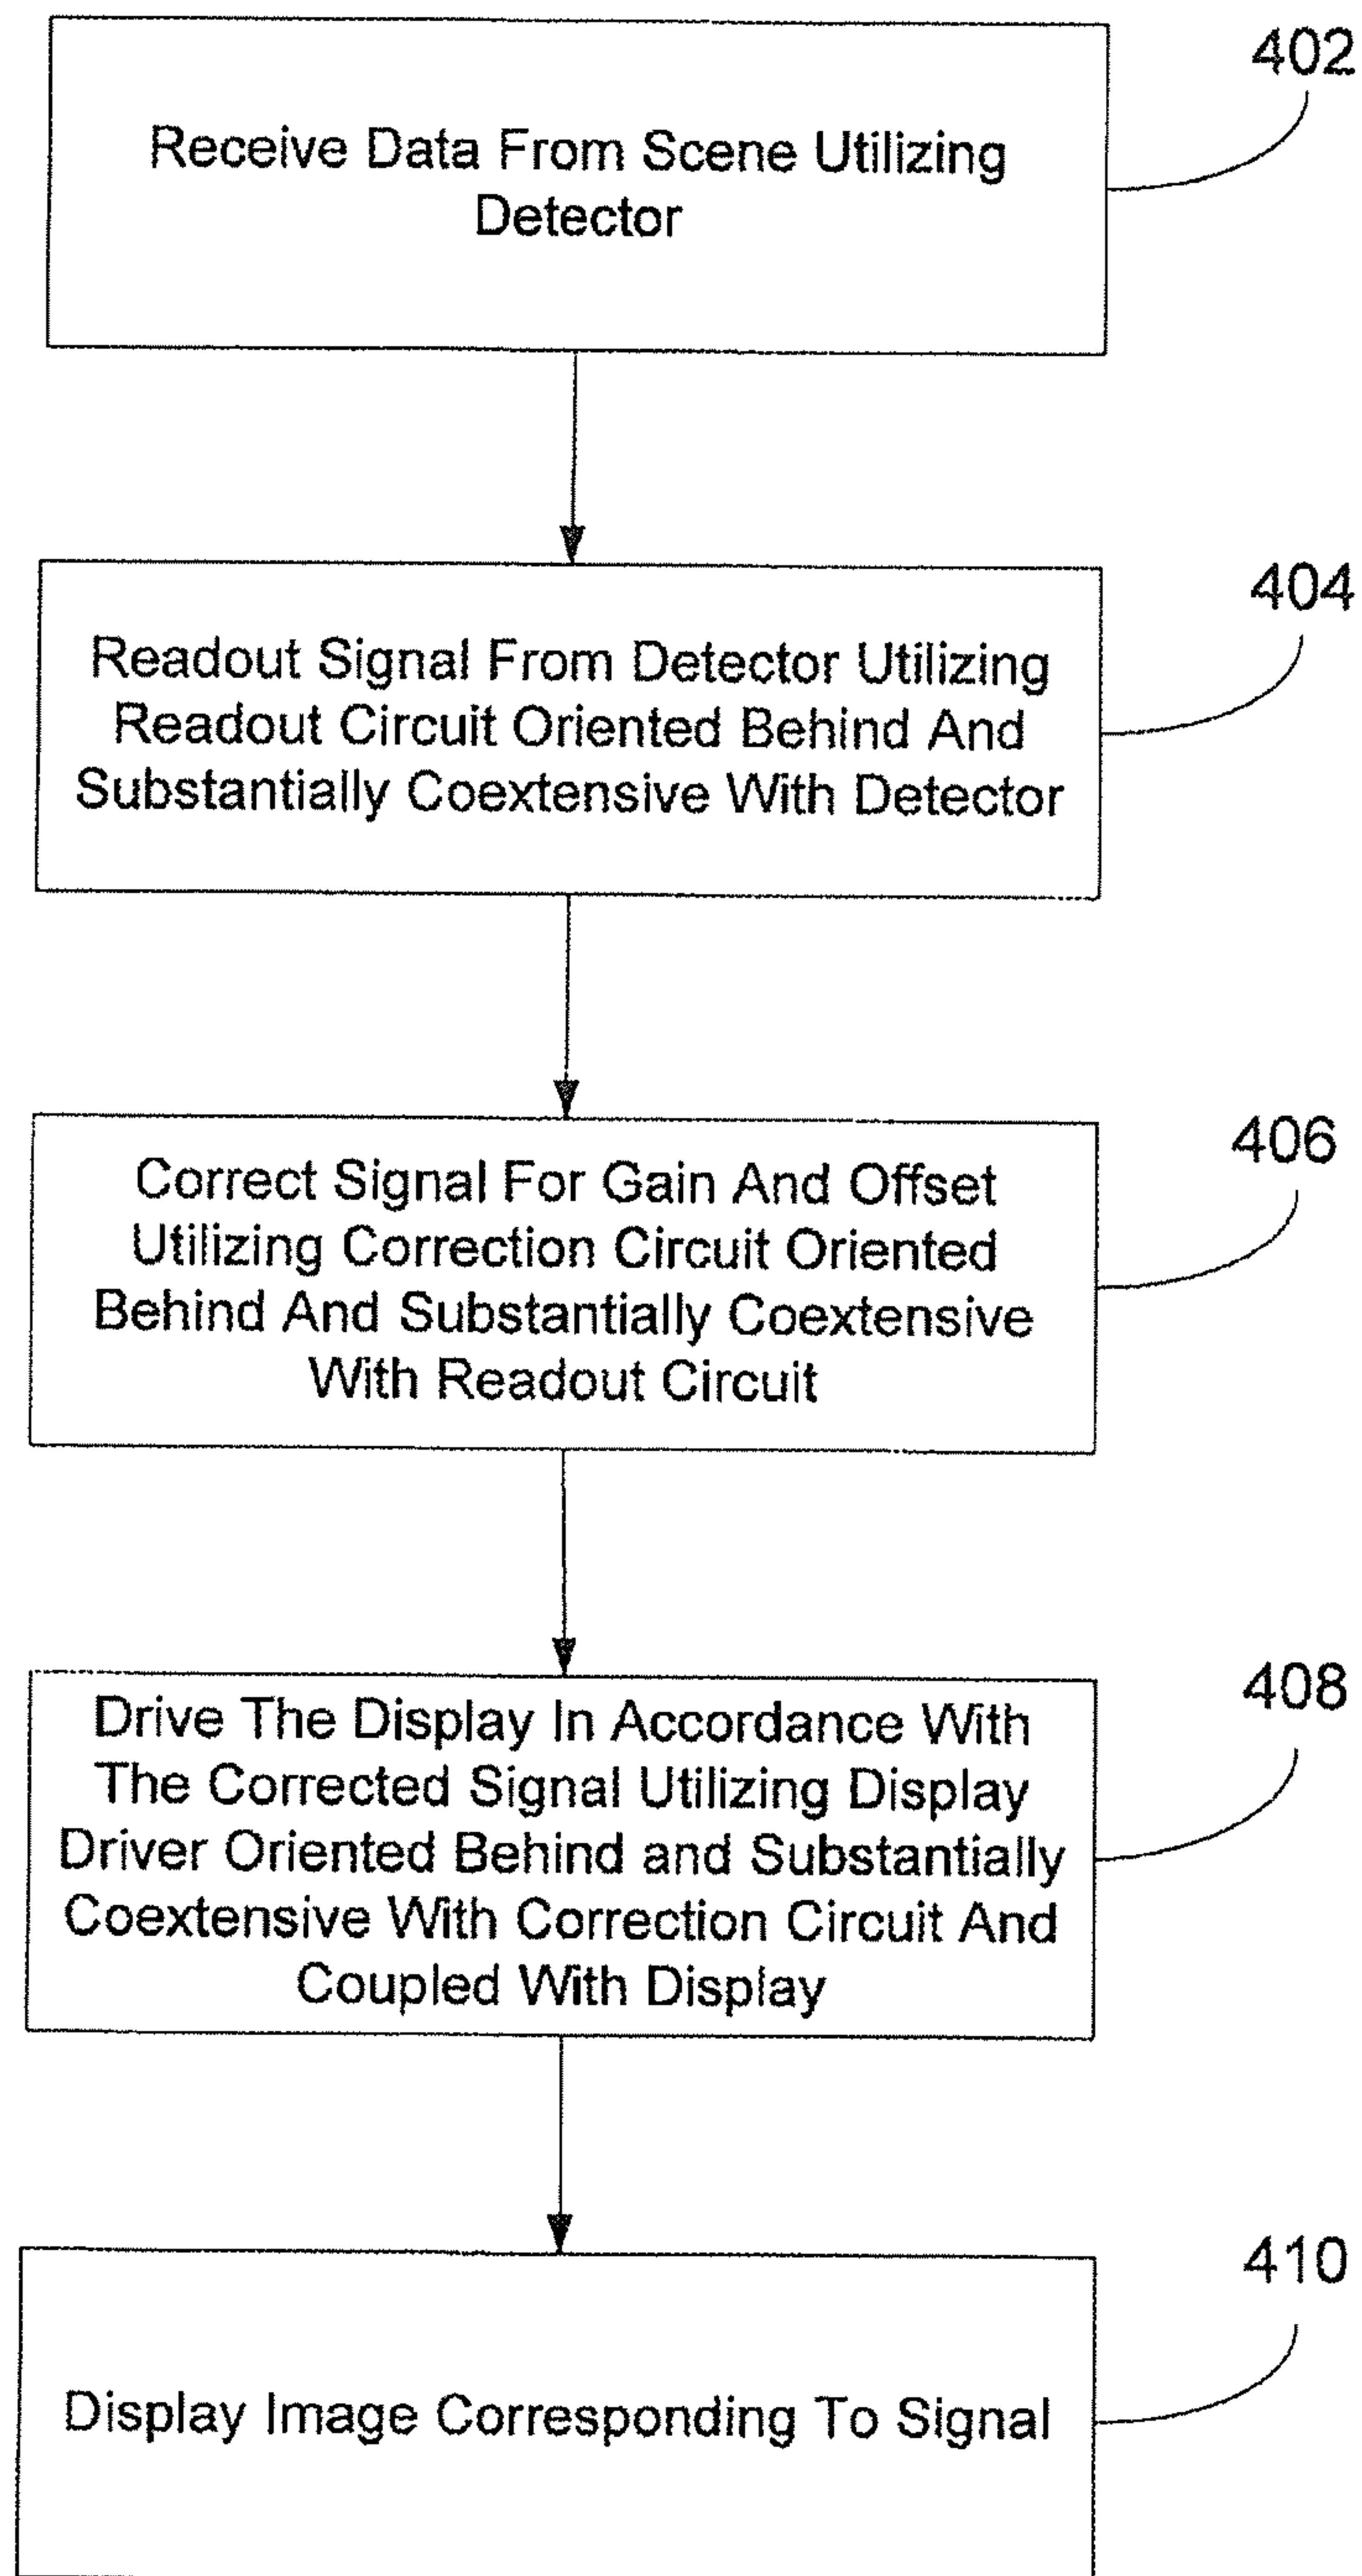 402
Receive Data From Scene Utilizing
Detector
404
Readout Signal From Detector Utilizing
Readout Circuit Oriented Behind And
Substantially Coextensive With Detector
406
Correct Signal For Gain And Offset
Utilizing Correction Circuit Oriented
Behind And Substantially Coextensive
With Readout Circuit
408
Drive The Display In Accordance With
The Corrected Signal Utilizing Display
Driver Oriented Behind and Substantially
Coextensive With Correction Circuit And
Coupled With Display
410
Display Image Corresponding To Signal